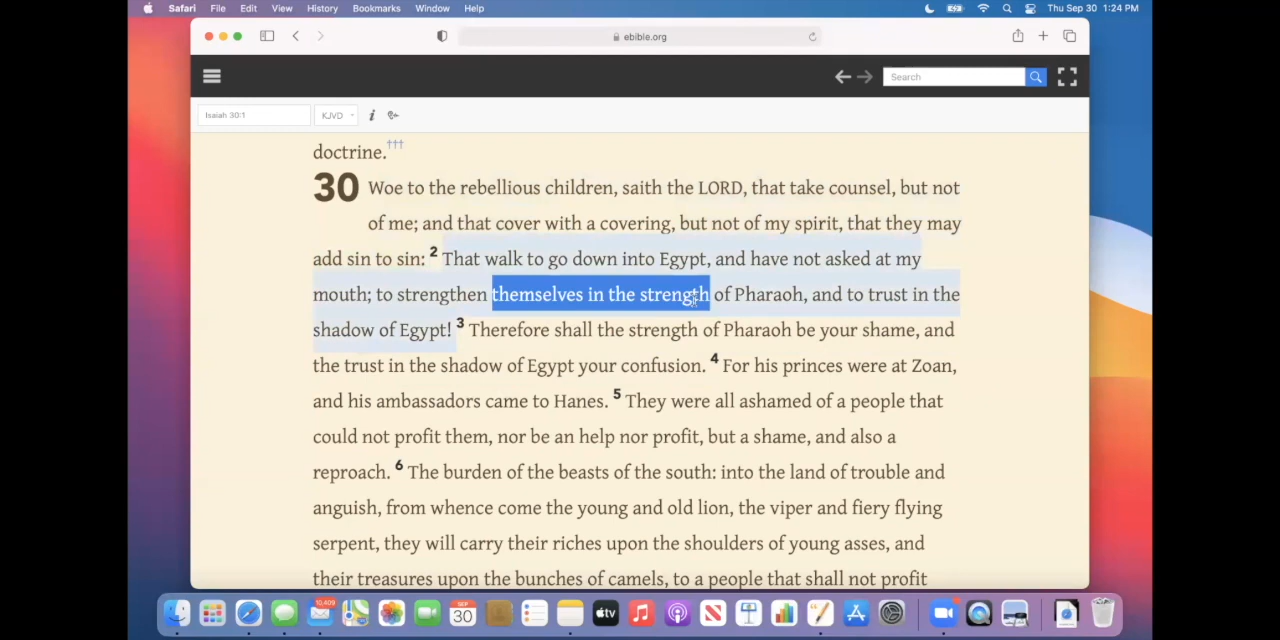 Safari File Edit View History Bookmarks Window Help Thu Sep 30 1:24 PM
ebible.org
Search
Isaiah 30:1 KJVD i
doctrine.†††
30 Woe to the rebellious children, saith the LORD, that take counsel, but not
of me; and that cover with a covering, but not of my spirit, that they may
add sin to sin: 2 That walk to go down into Egypt, and have not asked at my
mouth; to strengthen themselves in the strength of Pharaoh, and to trust in the
shadow of Egypt! 3 Therefore shall the strength of Pharaoh be your shame, and
the trust in the shadow of Egypt your confusion. 4 For his princes were at Zoan,
and his ambassadors came to Hanes. 5 They were all ashamed of a people that
could not profit them, nor be an help nor profit, but a shame, and also a
reproach. 6 The burden of the beasts of the south: into the land of trouble and
anguish, from whence come the young and old lion, the viper and fiery flying
serpent, they will carry their riches upon the shoulders of young asses, and
their treasures upon the bunches of camels, to a people that shall not profit
10,409
SEP
30
tv